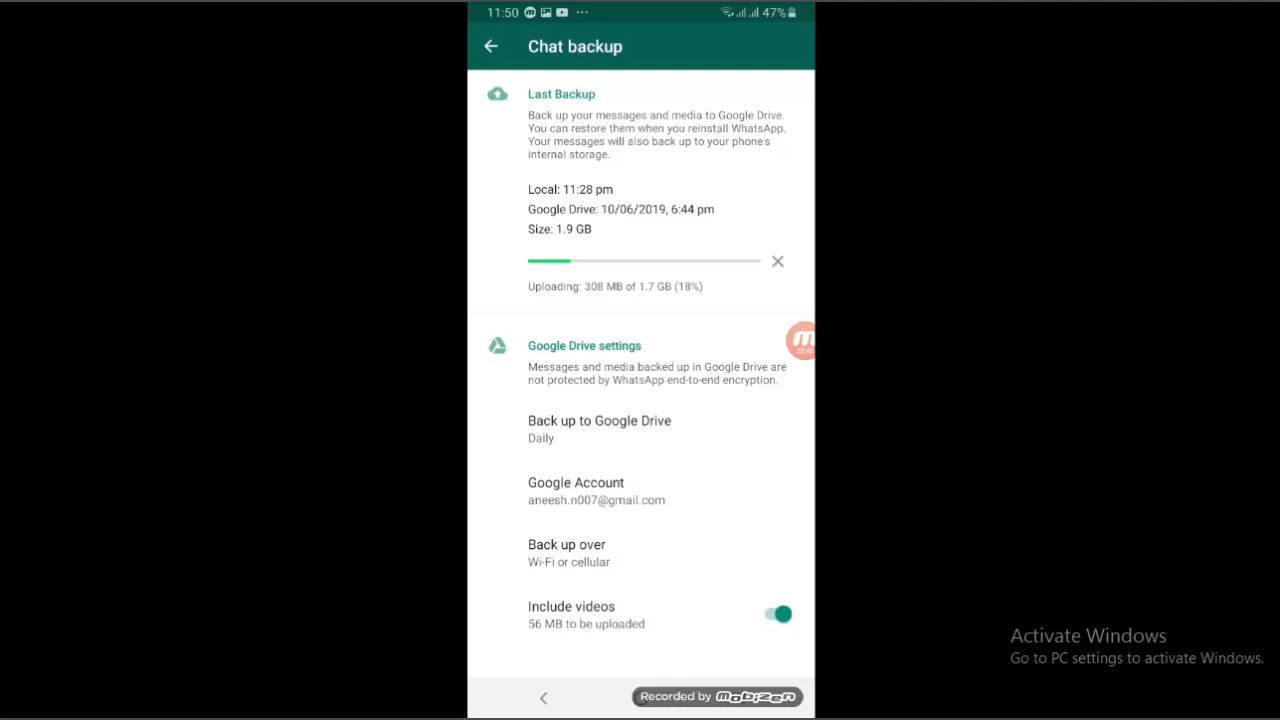 11:50 47%
Chat backup
Last Backup
Back up your messages and media to Google Drive.
You can restore them when you reinstall WhatsApp.
Your messages will also back up to your phone's
internal storage.
Local: 11:28 pm
Google Drive: 10/06/2019, 6:44 pm
Size: 1.9 GB
Uploading: 308 MB of 1.7 GB (18%)
Google Drive settings
Messages and media backed up in Google Drive are
not protected by WhatsApp end-to-end encryption.
Back up to Google Drive
Daily
Google Account
aneesh.n007@gmail.com
Back up over
Wi-Fi or cellular
Include videos
56 MB to be uploaded
Activate Windows
Go to PC settings to activate Windows.
Recorded by mobizen